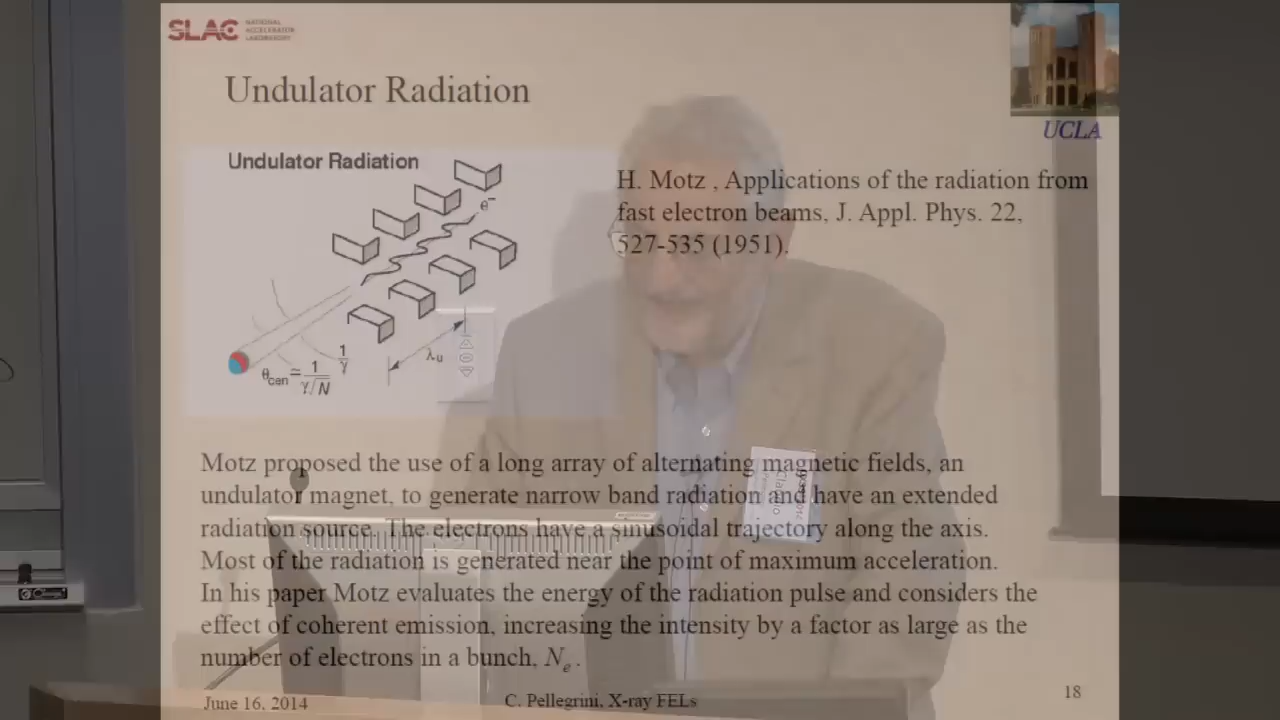 SLAC NATIONAL
ACCELERATOR
LABORATORY
UCLA
Undulator Radiation
Undulator Radiation
e⁻
λu
1/γ
θcen ≅ 1/γ√N
H. Motz , Applications of the radiation from
fast electron beams, J. Appl. Phys. 22,
527-535 (1951).
Motz proposed the use of a long array of alternating magnetic fields, an
undulator magnet, to generate narrow band radiation and have an extended
radiation source. The electrons have a sinusoidal trajectory along the axis.
Most of the radiation is generated near the point of maximum acceleration.
In his paper Motz evaluates the energy of the radiation pulse and considers the
effect of coherent emission, increasing the intensity by a factor as large as the
number of electrons in a bunch, Ne.
Claudio
June 16, 2014
C. Pellegrini, X-ray FELs
18